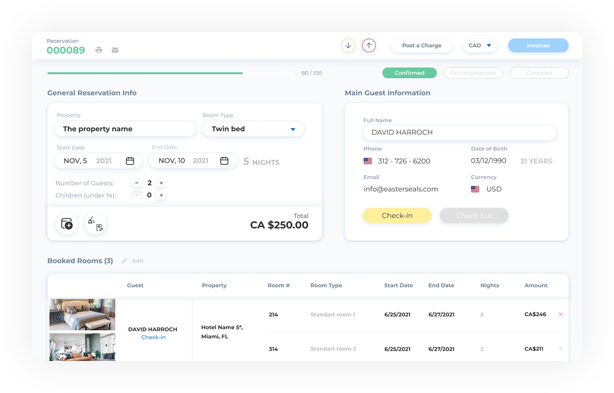 Reservation
000089
Post a Charge
CAD
Invoices
80 / 100
Confirmed
Pending Aproval
Canceled
General Reservation Info
Main Guest Information
Property
Room Type
The property name
Twin bed
Start Date
End Date
NOV, 5 2021
NOV, 10 2021
5 NIGHTS
Number of Guests:
2
Children (under 14):
0
Total
CA $250.00
Full Name
DAVID HARROCH
Phone
Date of Birth
312 - 726 - 6200
03/12/1990
31 YEARS
Email
Currency
info@easterseals.com
USD
Check-in
Check out
Booked Rooms (3)
Edit
Guest
Property
Room #
Room Type
Start Date
End Date
Nights
Amount
DAVID HARROCH
Check-in
Hotel Name 5*,
Miami, FL
214
Standart room 1
6/25/2021
6/27/2021
2
CA$246
314
Standart room 2
6/25/2021
6/27/2021
2
CA$211